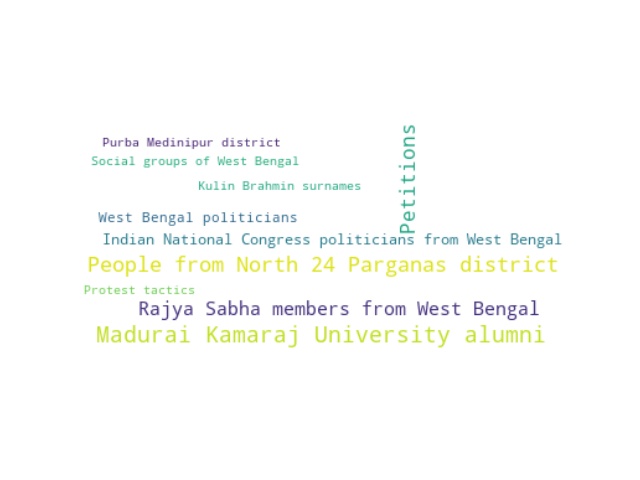 Petitions
Purba Medinipur district
Social groups of West Bengal
Kulin Brahmin surnames
West Bengal politicians
Indian National Congress politicians from West Bengal
People from North 24 Parganas district
Protest tactics
Rajya Sabha members from West Bengal
Madurai Kamaraj University alumni